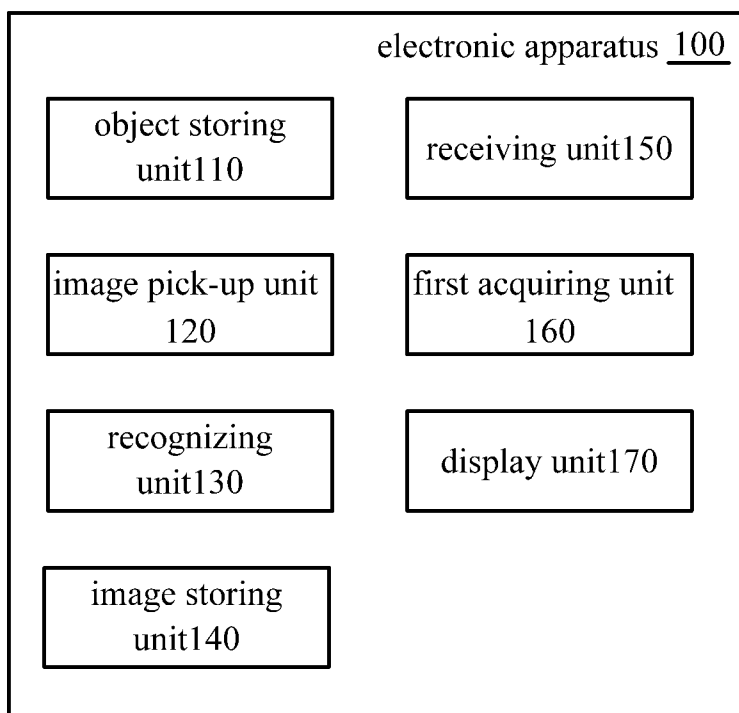 electronic apparatus 100
object storing
unit110
receiving unit150
image pick-up unit
120
first acquiring unit
160
recognizing
unit130
display unit170
image storing
unit140